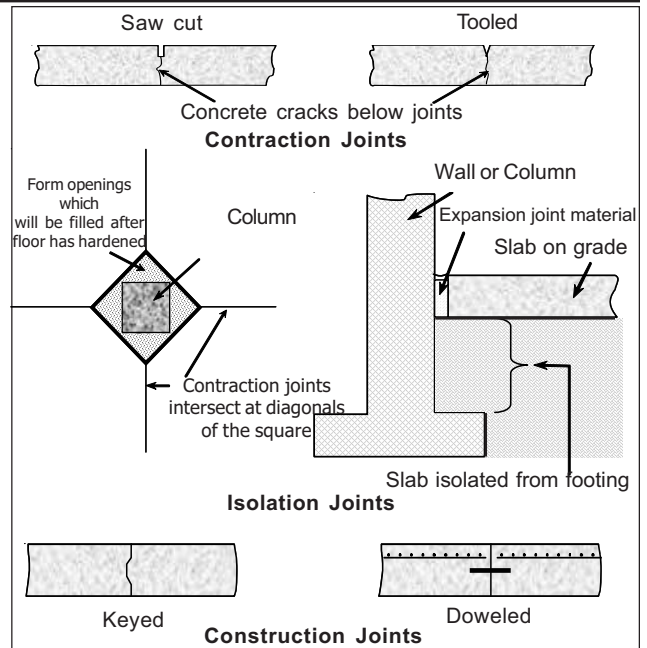 Saw cut
Tooled
Concrete cracks below joints
Contraction Joints
Form openings
which
will be filled after
floor has hardened
Column
Wall or Column
Expansion joint material
Slab on grade
Contraction joints
intersect at diagonals
of the square
Slab isolated from footing
Isolation Joints
Keyed
Doweled
Construction Joints